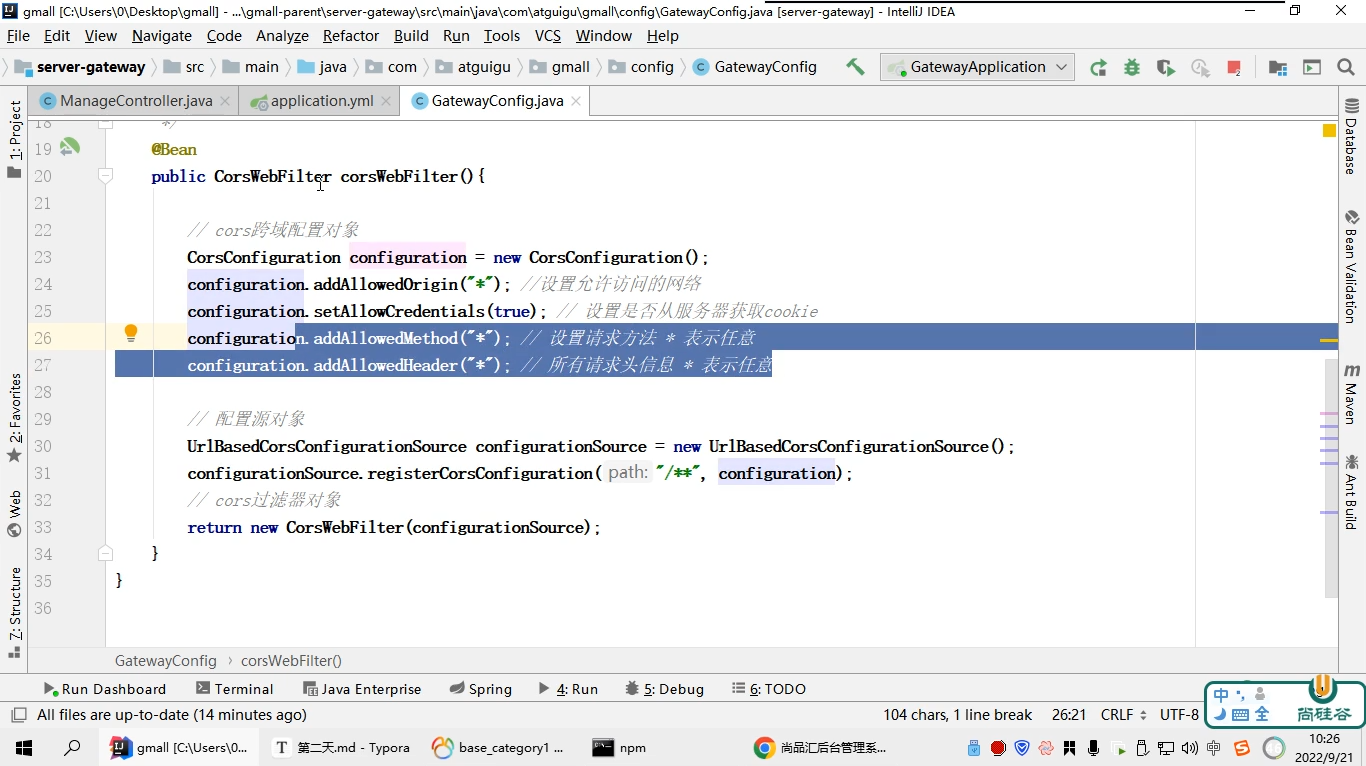 gmall [C:\Users\0\Desktop\gmall] - ...\gmall-parent\server-gateway\src\main\java\com\atguigu\gmall\config\GatewayConfig.java [server-gateway] - IntelliJ IDEA
File Edit View Navigate Code Analyze Refactor Build Run Tools VCS Window Help
server-gateway src main java com atguigu gmall config GatewayConfig GatewayApplication
ManageController.java application.yml GatewayConfig.java
1: Project
2: Favorites
Web
7: Structure
Database
Bean Validation
Maven
Ant Build
18 */
19 @Bean
20 public CorsWebFilter corsWebFilter(){
21
22 // cors跨域配置对象
23 CorsConfiguration configuration = new CorsConfiguration();
24 configuration.addAllowedOrigin("*"); //设置允许访问的网络
25 configuration.setAllowCredentials(true); // 设置是否从服务器获取cookie
26 configuration.addAllowedMethod("*"); // 设置请求方法 * 表示任意
27 configuration.addAllowedHeader("*"); // 所有请求头信息 * 表示任意
28
29 // 配置源对象
30 UrlBasedCorsConfigurationSource configurationSource = new UrlBasedCorsConfigurationSource();
31 configurationSource.registerCorsConfiguration( path: "/**", configuration);
32 // cors过滤器对象
33 return new CorsWebFilter(configurationSource);
34 }
35 }
36
GatewayConfig › corsWebFilter()
Run Dashboard Terminal Java Enterprise Spring 4: Run 5: Debug 6: TODO
All files are up-to-date (14 minutes ago) 104 chars, 1 line break 26:21 CRLF UTF-8
中 全 尚硅谷
gmall [C:\Users\0... 第二天.md - Typora base_category1 ... npm 尚品汇后台管理系... 中
10:26
2022/9/21